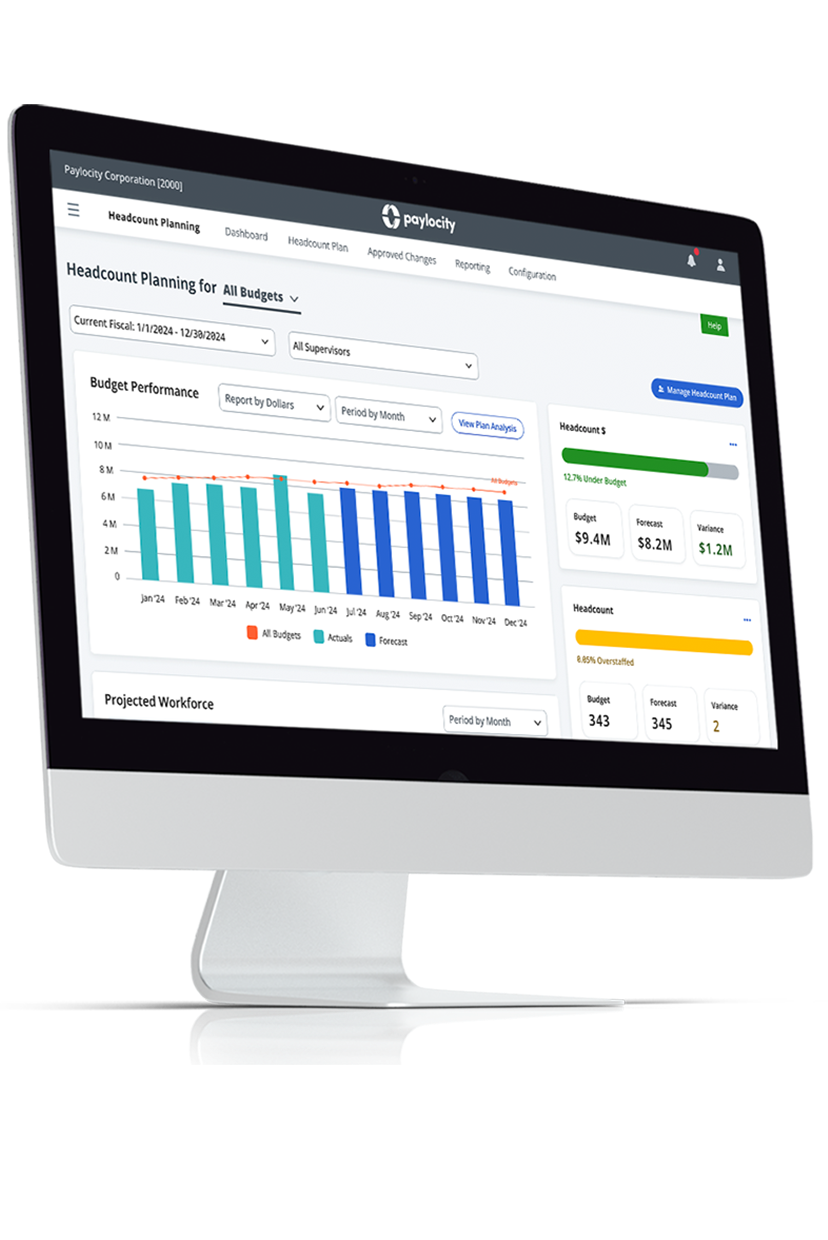 Paylocity Corporation [2000]
paylocity
Headcount Planning
Dashboard
Headcount Plan
Approved Changes
Reporting
Configuration
Headcount Planning for All Budgets
Help
Current Fiscal: 1/1/2024 - 12/30/2024
All Supervisors
Manage Headcount Plan
Budget Performance
Report by Dollars
Period by Month
View Plan Analysis
12 M
10 M
8 M
6 M
4 M
2 M
0
All Budgets
Jan '24
Feb '24
Mar '24
Apr '24
May '24
Jun '24
Jul '24
Aug '24
Sep '24
Oct '24
Nov '24
Dec '24
All Budgets
Actuals
Forecast
Headcount $
12.7% Under Budget
Budget
$9.4M
Forecast
$8.2M
Variance
$1.2M
Headcount
0.05% Overstaffed
Budget
343
Forecast
345
Variance
2
Projected Workforce
Period by Month